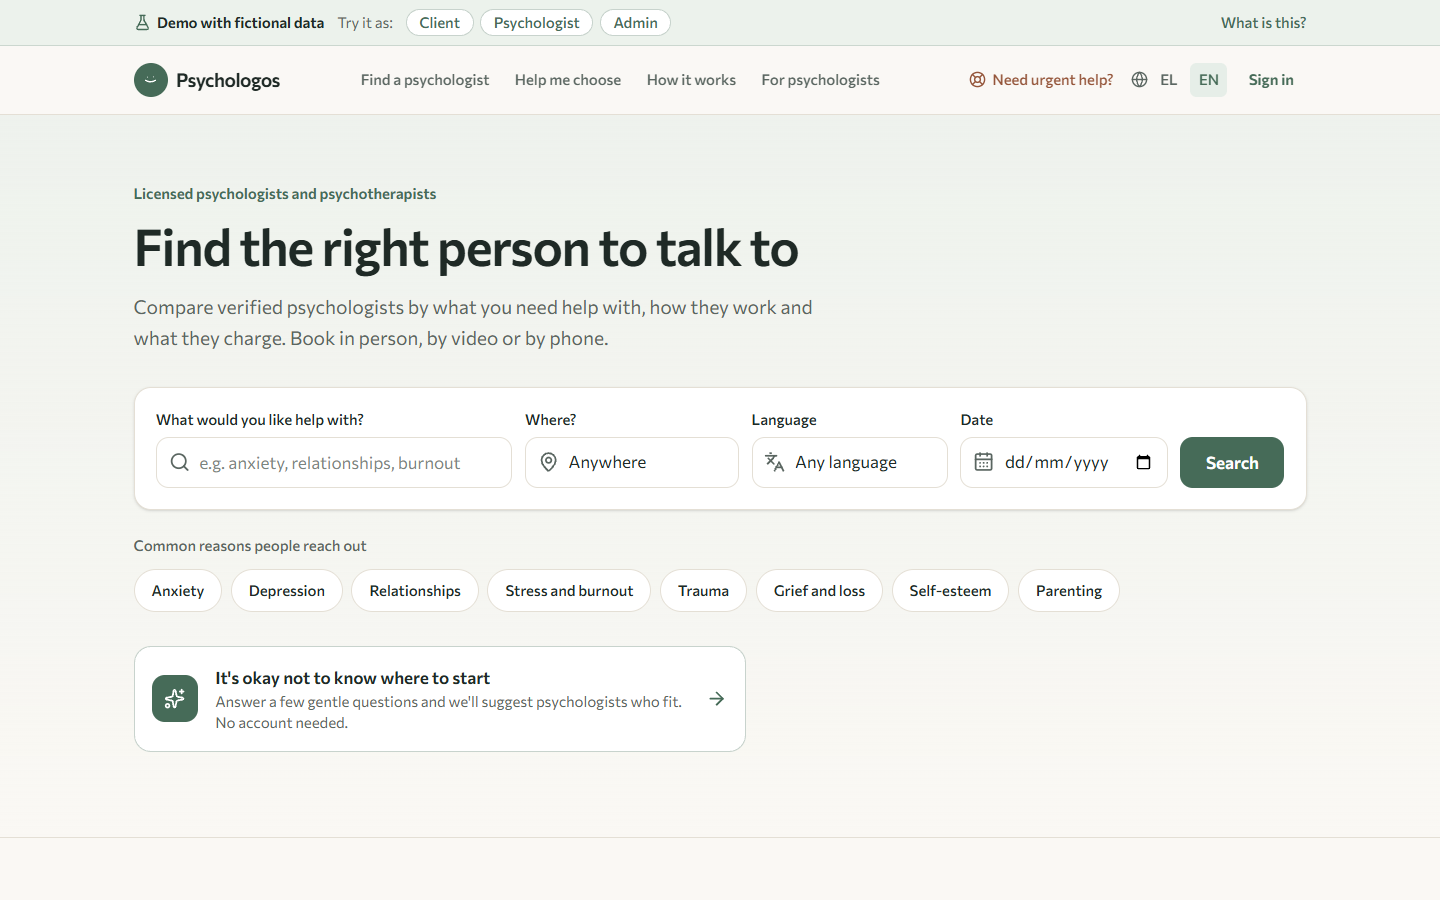 Demo with fictional data Try it as: Client Psychologist Admin What is this?
Psychologos Find a psychologist Help me choose How it works For psychologists Need urgent help? EL EN Sign in
Licensed psychologists and psychotherapists
Find the right person to talk to
Compare verified psychologists by what you need help with, how they work and
what they charge. Book in person, by video or by phone.
What would you like help with? Where? Language Date
e.g. anxiety, relationships, burnout Anywhere Any language dd/mm/yyyy Search
Common reasons people reach out
Anxiety Depression Relationships Stress and burnout Trauma Grief and loss Self-esteem Parenting
It's okay not to know where to start
Answer a few gentle questions and we'll suggest psychologists who fit.
No account needed.